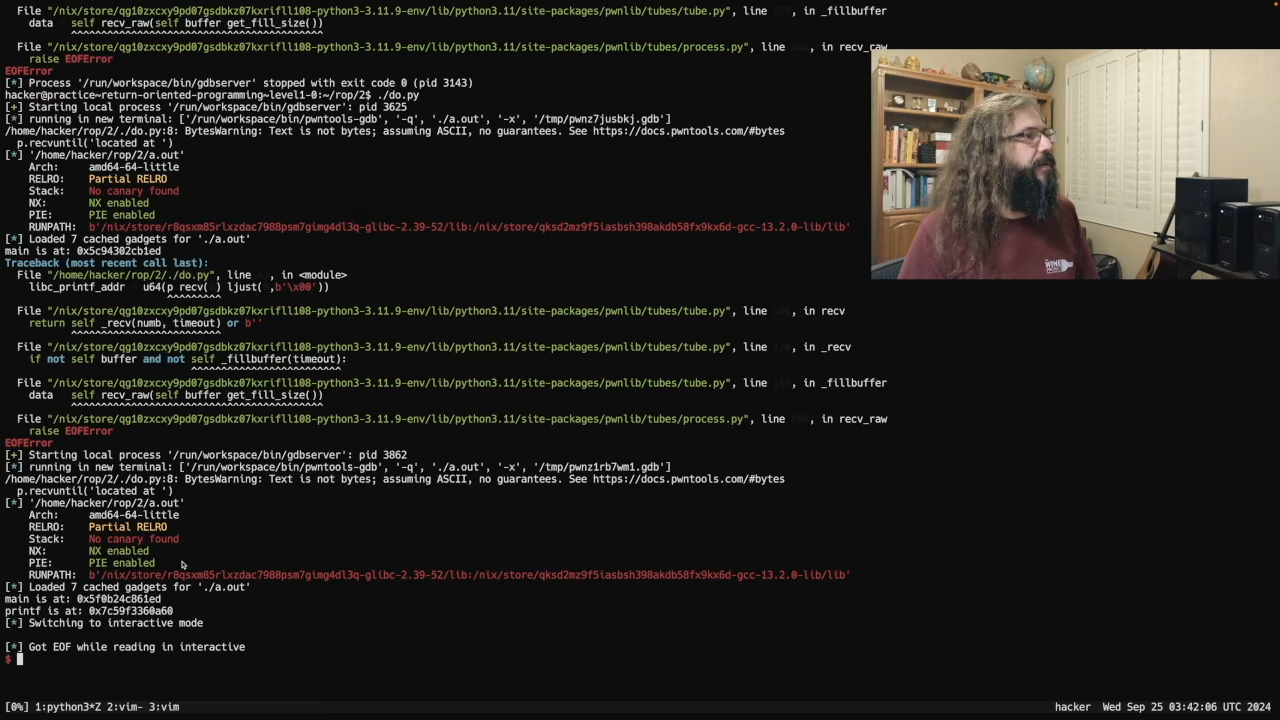 File "/nix/store/qg10zxcxy9pd07gsdbkz07kxrifll108-python3-3.11.9-env/lib/python3.11/site-packages/pwnlib/tubes/tube.py", line in _fillbuffer
data self recv_raw(self buffer get_fill_size())
^^^^^^^^^^^^^^^^^^^^^^^^^^^^^^^^^^^^^^^^^^
File "/nix/store/qg10zxcxy9pd07gsdbkz07kxrifll108-python3-3.11.9-env/lib/python3.11/site-packages/pwnlib/tubes/process.py", line in recv_raw
raise EOFError
EOFError
[*] Process '/run/workspace/bin/gdbserver' stopped with exit code 0 (pid 3143)
hacker@practice~return-oriented-programming~level1-0:~/rop/2$ ./do.py
[+] Starting local process '/run/workspace/bin/gdbserver': pid 3625
[*] running in new terminal: ['/run/workspace/bin/pwntools-gdb', '-q', './a.out', '-x', '/tmp/pwnz7jusbkj.gdb']
/home/hacker/rop/2/./do.py:8: BytesWarning: Text is not bytes; assuming ASCII, no guarantees. See https://docs.pwntools.com/#bytes
p.recvuntil('located at ')
[*] '/home/hacker/rop/2/a.out'
Arch: amd64-64-little
RELRO: Partial RELRO
Stack: No canary found
NX: NX enabled
PIE: PIE enabled
RUNPATH: b'/nix/store/r8qsxm85rlxzdac7988psm7gimg4dl3q-glibc-2.39-52/lib:/nix/store/qksd2mz9f5iasbsh398akdb58fx9kx6d-gcc-13.2.0-lib/lib'
[*] Loaded 7 cached gadgets for './a.out'
main is at: 0x5c94302cb1ed
Traceback (most recent call last):
File "/home/hacker/rop/2/./do.py", line in <module>
libc_printf_addr u64(p recv( ) ljust( ,b'\x00'))
^^^^^^^^^
File "/nix/store/qg10zxcxy9pd07gsdbkz07kxrifll108-python3-3.11.9-env/lib/python3.11/site-packages/pwnlib/tubes/tube.py", line in recv
return self _recv(numb, timeout) or b''
^^^^^^^^^^^^^^^^^^^^^^^^^
File "/nix/store/qg10zxcxy9pd07gsdbkz07kxrifll108-python3-3.11.9-env/lib/python3.11/site-packages/pwnlib/tubes/tube.py", line in _recv
if not self buffer and not self _fillbuffer(timeout):
^^^^^^^^^^^^^^^^^^^^^^^^^
File "/nix/store/qg10zxcxy9pd07gsdbkz07kxrifll108-python3-3.11.9-env/lib/python3.11/site-packages/pwnlib/tubes/tube.py", line in _fillbuffer
data self recv_raw(self buffer get_fill_size())
^^^^^^^^^^^^^^^^^^^^^^^^^^^^^^^^^^^^^^^^^^
File "/nix/store/qg10zxcxy9pd07gsdbkz07kxrifll108-python3-3.11.9-env/lib/python3.11/site-packages/pwnlib/tubes/process.py", line in recv_raw
raise EOFError
EOFError
[+] Starting local process '/run/workspace/bin/gdbserver': pid 3862
[*] running in new terminal: ['/run/workspace/bin/pwntools-gdb', '-q', './a.out', '-x', '/tmp/pwnz1rb7wm1.gdb']
/home/hacker/rop/2/./do.py:8: BytesWarning: Text is not bytes; assuming ASCII, no guarantees. See https://docs.pwntools.com/#bytes
p.recvuntil('located at ')
[*] '/home/hacker/rop/2/a.out'
Arch: amd64-64-little
RELRO: Partial RELRO
Stack: No canary found
NX: NX enabled
PIE: PIE enabled
RUNPATH: b'/nix/store/r8qsxm85rlxzdac7988psm7gimg4dl3q-glibc-2.39-52/lib:/nix/store/qksd2mz9f5iasbsh398akdb58fx9kx6d-gcc-13.2.0-lib/lib'
[*] Loaded 7 cached gadgets for './a.out'
main is at: 0x5f0b24c861ed
printf is at: 0x7c59f3360a60
[*] Switching to interactive mode
[*] Got EOF while reading in interactive
$
[0%] 1:python3*Z 2:vim- 3:vim hacker Wed Sep 25 03:42:06 UTC 2024